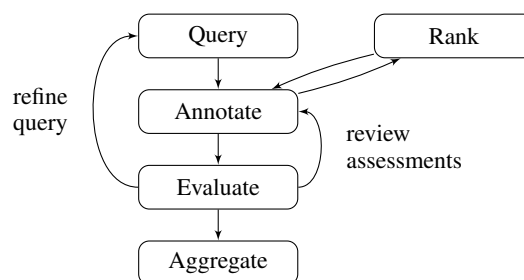 Query
Rank
refine
query
Annotate
review
assessments
Evaluate
Aggregate